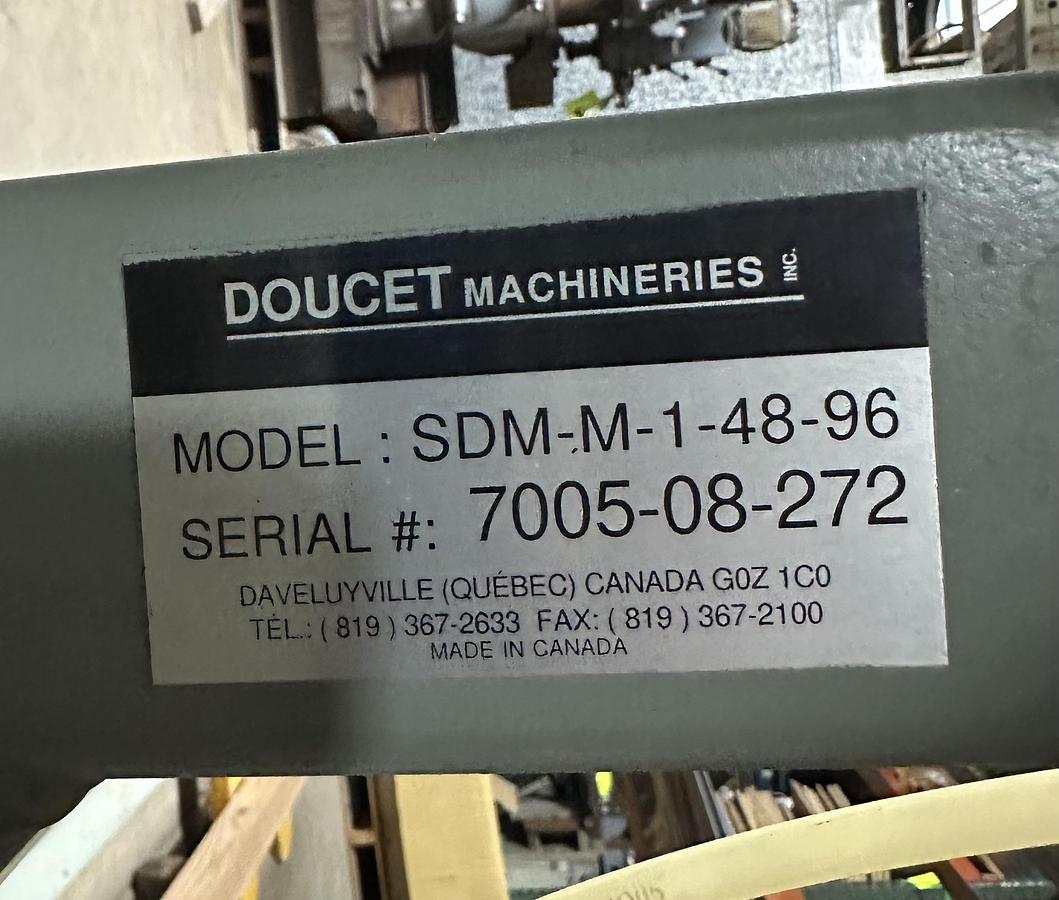 DOUCET MACHINERIES INC.
MODEL : SDM-M-1-48-96
SERIAL #: 7005-08-272
DAVELUYVILLE (QUÉBEC) CANADA G0Z 1C0
TÉL.: ( 819 ) 367-2633 FAX: ( 819 ) 367-2100
MADE IN CANADA